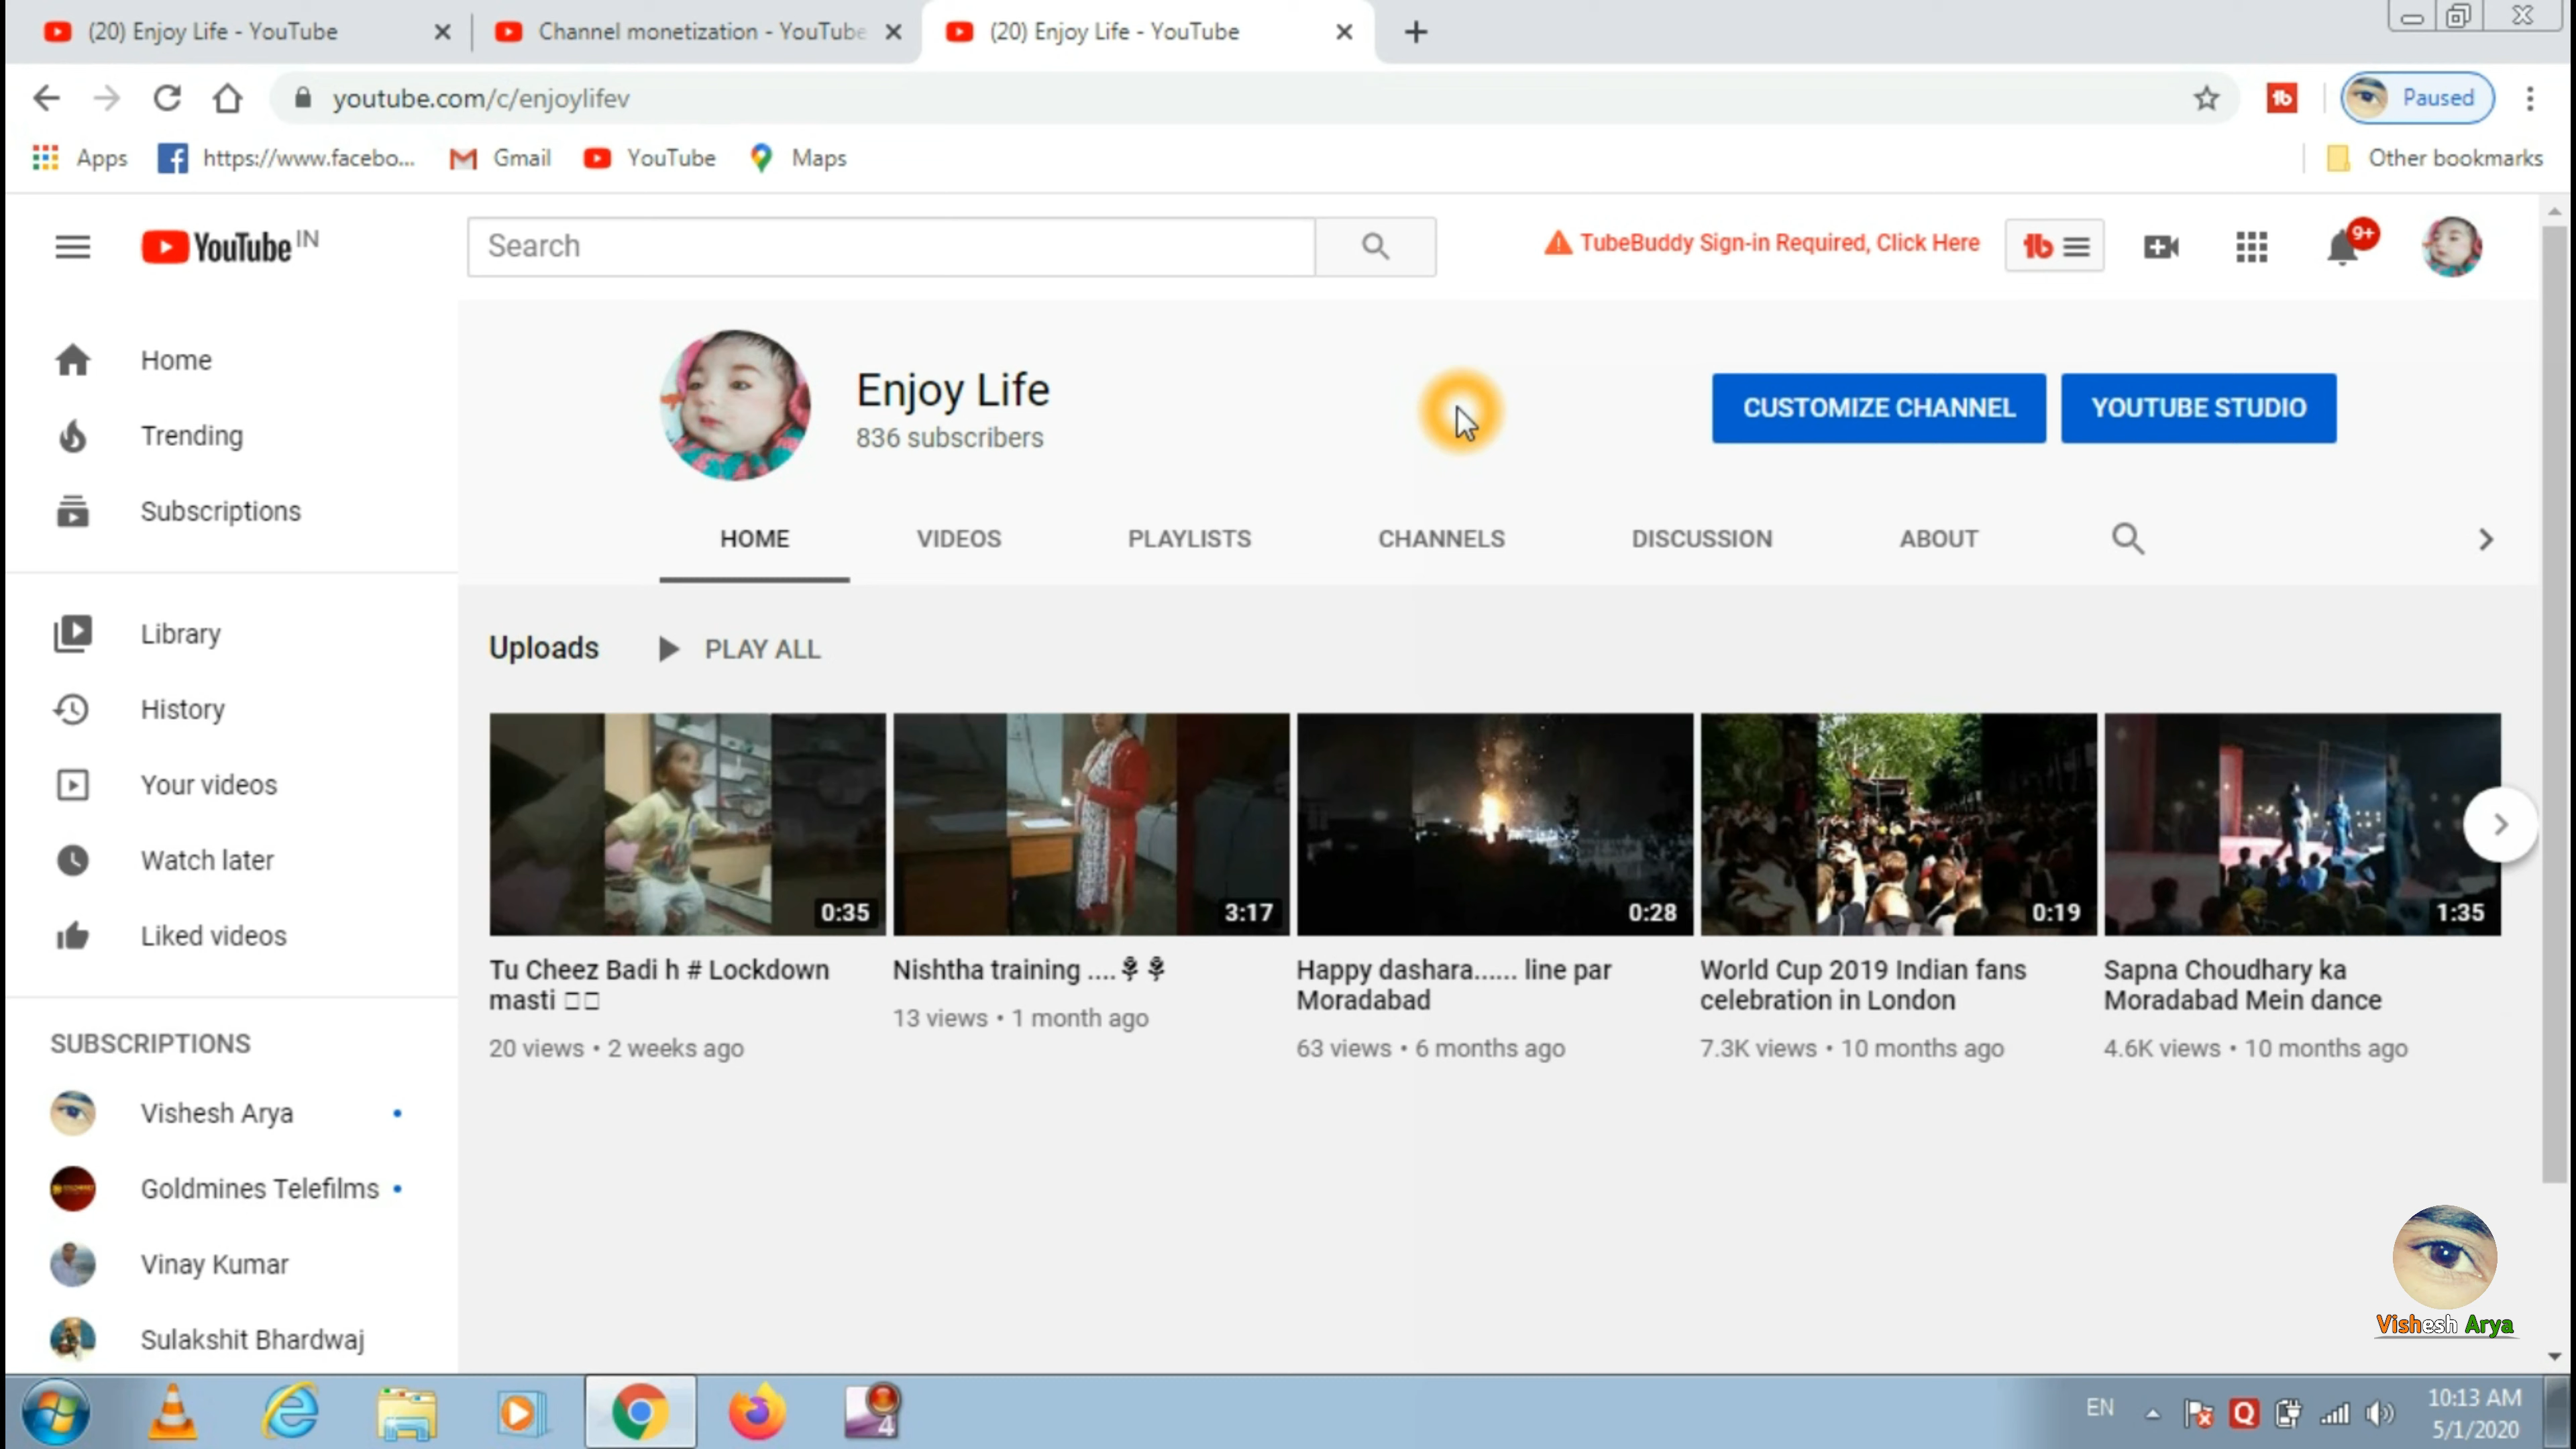 (20) Enjoy Life - YouTube
Channel monetization - YouTube
(20) Enjoy Life - YouTube
youtube.com/c/enjoylifev
Paused
Apps
https://www.facebo...
Gmail
YouTube
Maps
Other bookmarks
YouTube IN
Search
TubeBuddy Sign-in Required, Click Here
9+
Home
Trending
Subscriptions
Library
History
Your videos
Watch later
Liked videos
SUBSCRIPTIONS
Vishesh Arya
Goldmines Telefilms
Vinay Kumar
Sulakshit Bhardwaj
Enjoy Life
836 subscribers
CUSTOMIZE CHANNEL
YOUTUBE STUDIO
HOME
VIDEOS
PLAYLISTS
CHANNELS
DISCUSSION
ABOUT
Uploads
PLAY ALL
0:35
Tu Cheez Badi h # Lockdown
masti □□
20 views • 2 weeks ago
3:17
Nishtha training ....⚘⚘
13 views • 1 month ago
0:28
Happy dashara...... line par
Moradabad
63 views • 6 months ago
0:19
World Cup 2019 Indian fans
celebration in London
7.3K views • 10 months ago
1:35
Sapna Choudhary ka
Moradabad Mein dance
4.6K views • 10 months ago
Vishesh Arya
4
EN
10:13 AM
5/1/2020